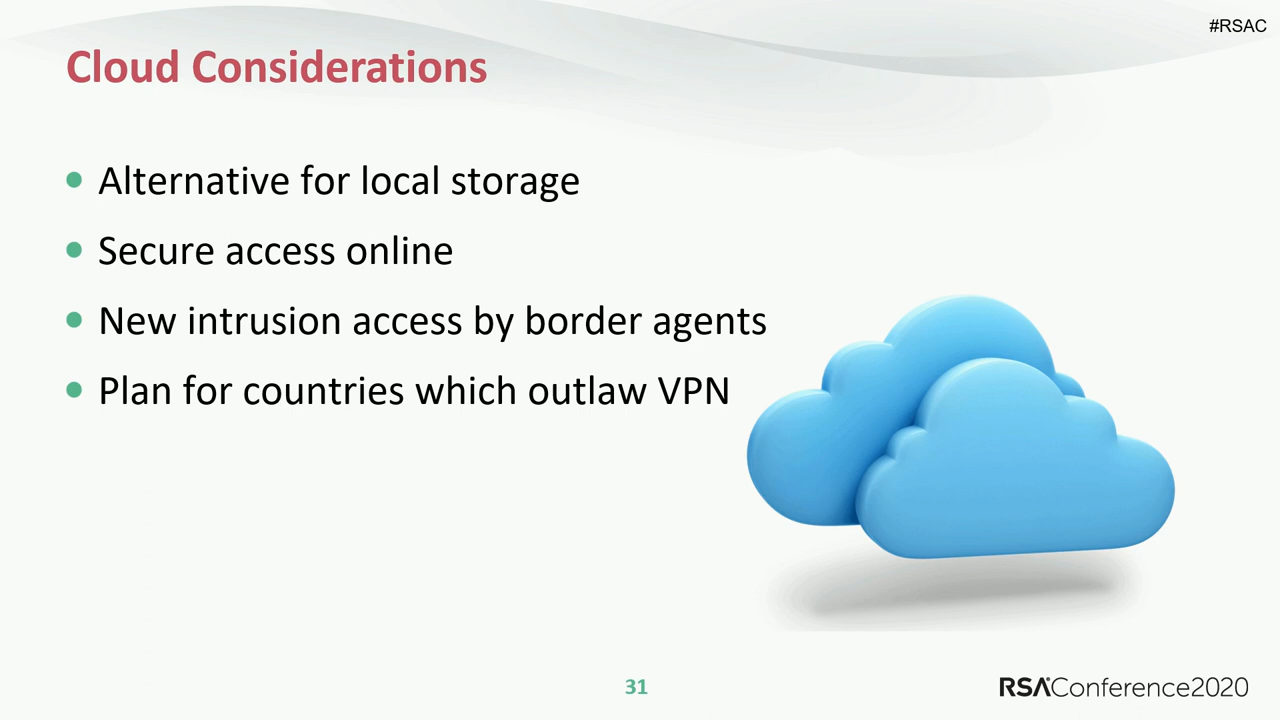 #RSAC
Cloud Considerations
• Alternative for local storage
• Secure access online
• New intrusion access by border agents
• Plan for countries which outlaw VPN
31
RSAConference2020